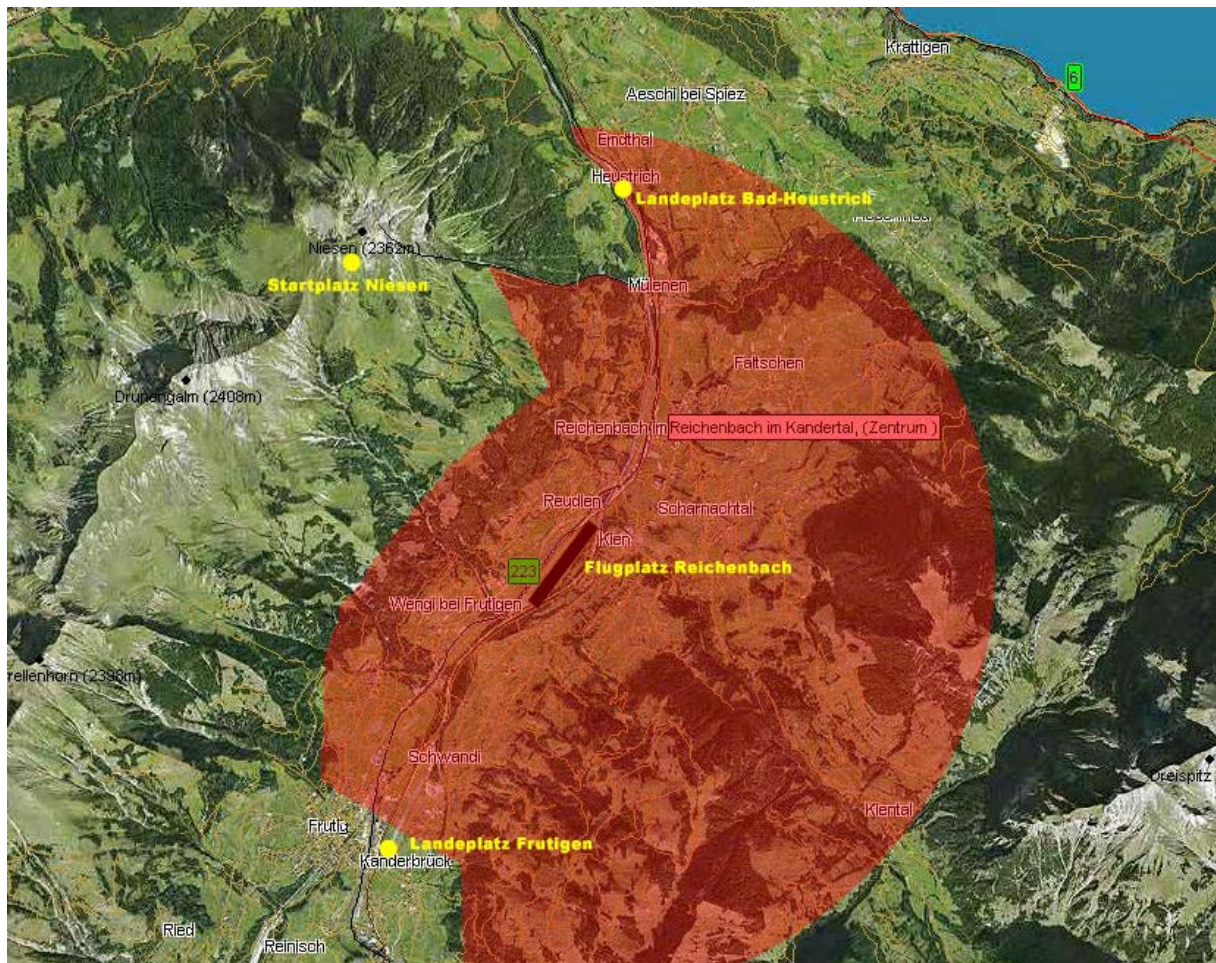 Krattigen
6
Aeschi bei Spiez
Emdthal
Heustrich
Landeplatz Bad-Heustrich
Niesen (2362m)
Startplatz Niesen
Mülenen
Faltschen
Drunengalm (2408m)
Reichenbach im
Reichenbach im Kandertal, (Zentrum )
Reudlen
Scharnachtal
Kien
Flugplatz Reichenbach
223
Wengi bei Frutigen
rellenhorn (2398m)
Schwandi
Dreispitz
Kiental
Frutig
Landeplatz Frutigen
Kanderbrück
Ried
Reinisch